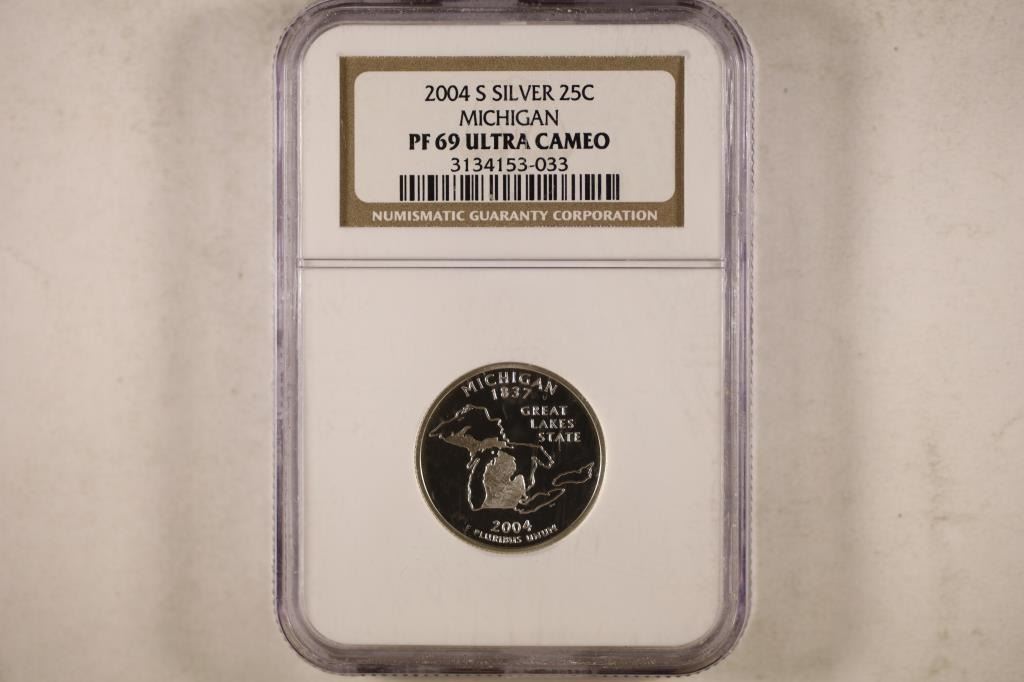 2004 S SILVER 25C
MICHIGAN
PF 69 ULTRA CAMEO
3134153-033
NUMISMATIC GUARANTY CORPORATION
MICHIGAN
1837
GREAT
LAKES
STATE
2004
E PLURIBUS UNUM